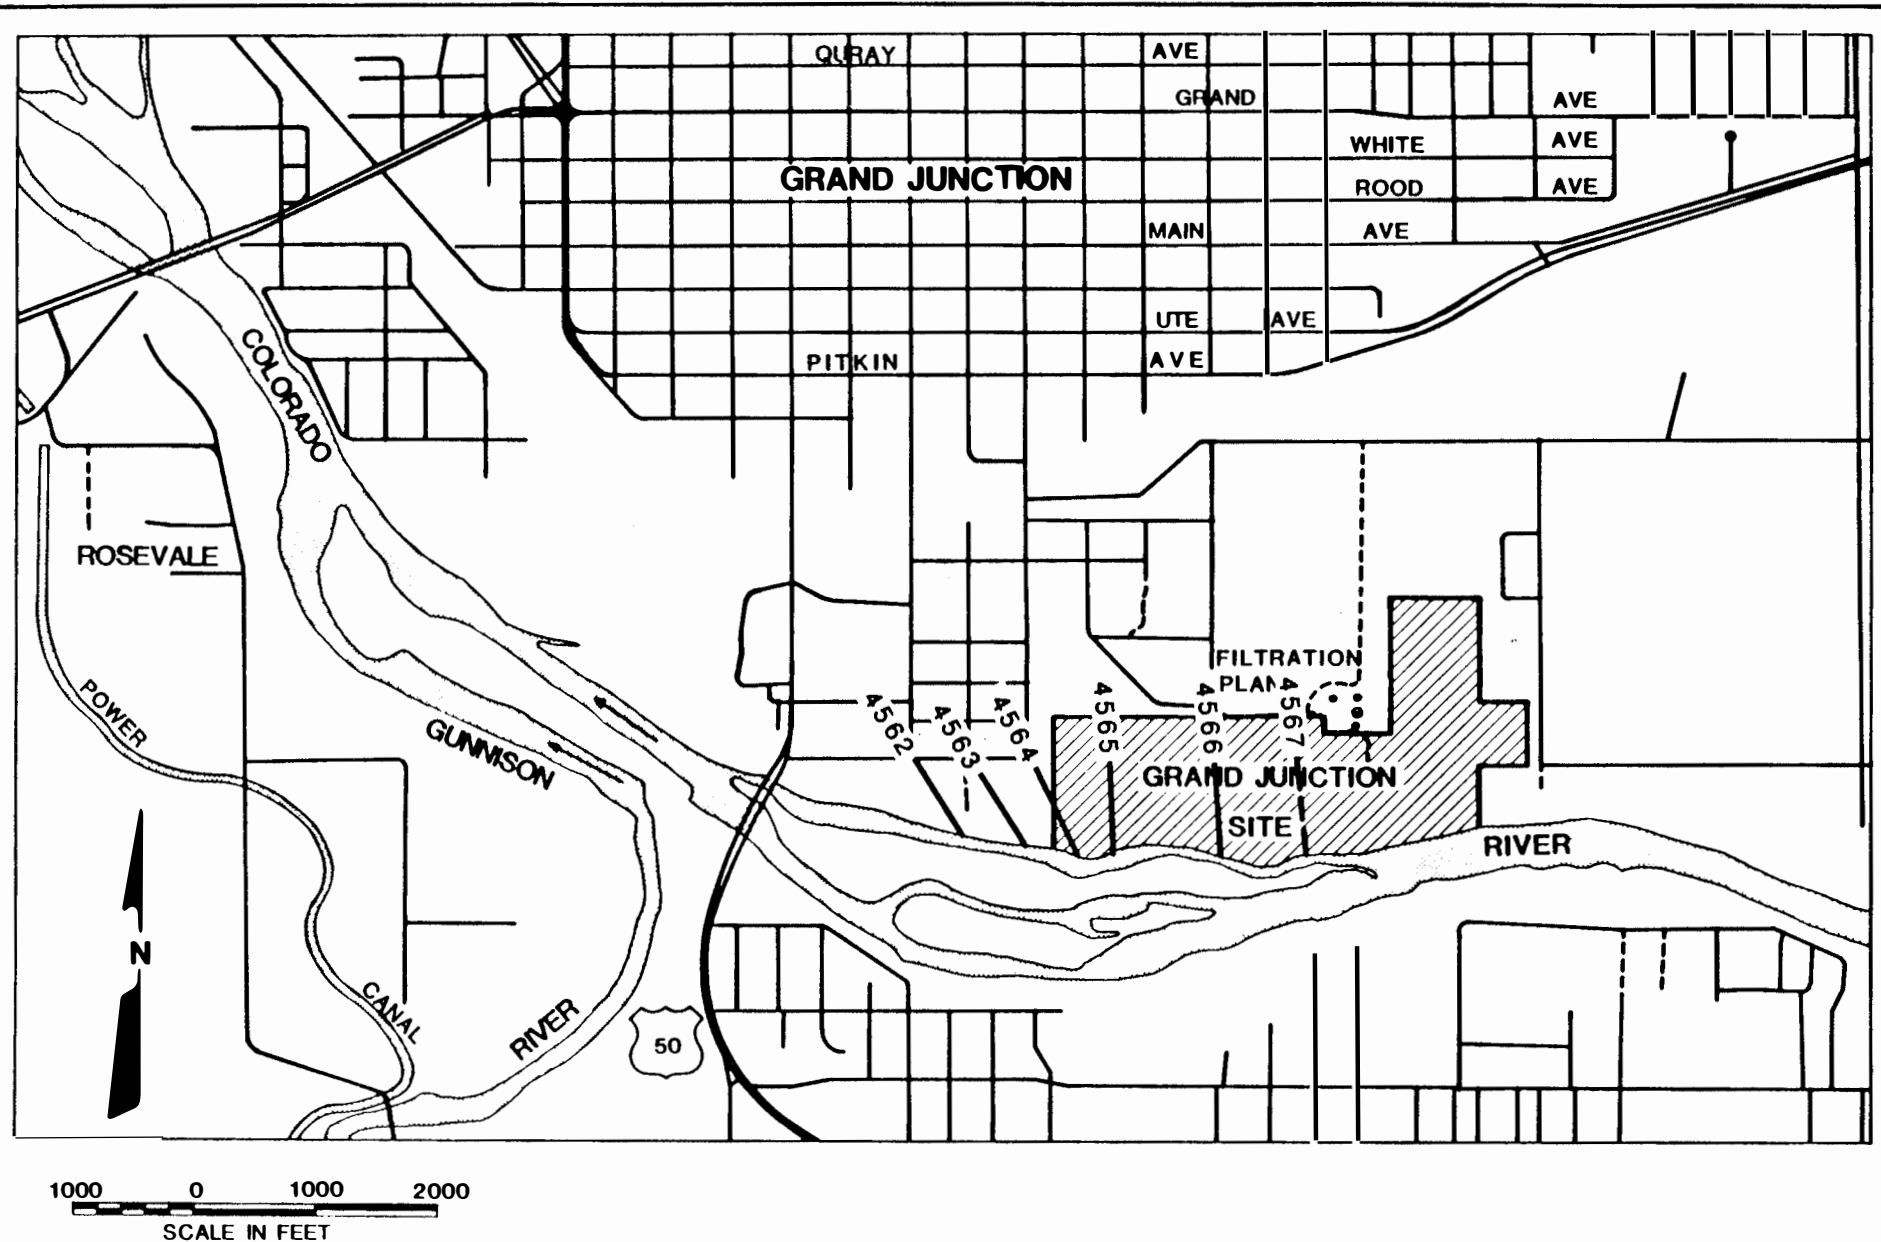 QURAY AVE
GRAND AVE
WHITE AVE
GRAND JUNCTION
ROOD AVE
MAIN AVE
UTE AVE
PITKIN AVE
COLORADO
ROSEVALE
FILTRATION
PLANT
POWER
GUNNISON
4562
4563
4564
4565
4566
4567
GRAND JUNCTION
SITE
RIVER
N
CANAL
RIVER
50
1000 0 1000 2000
SCALE IN FEET